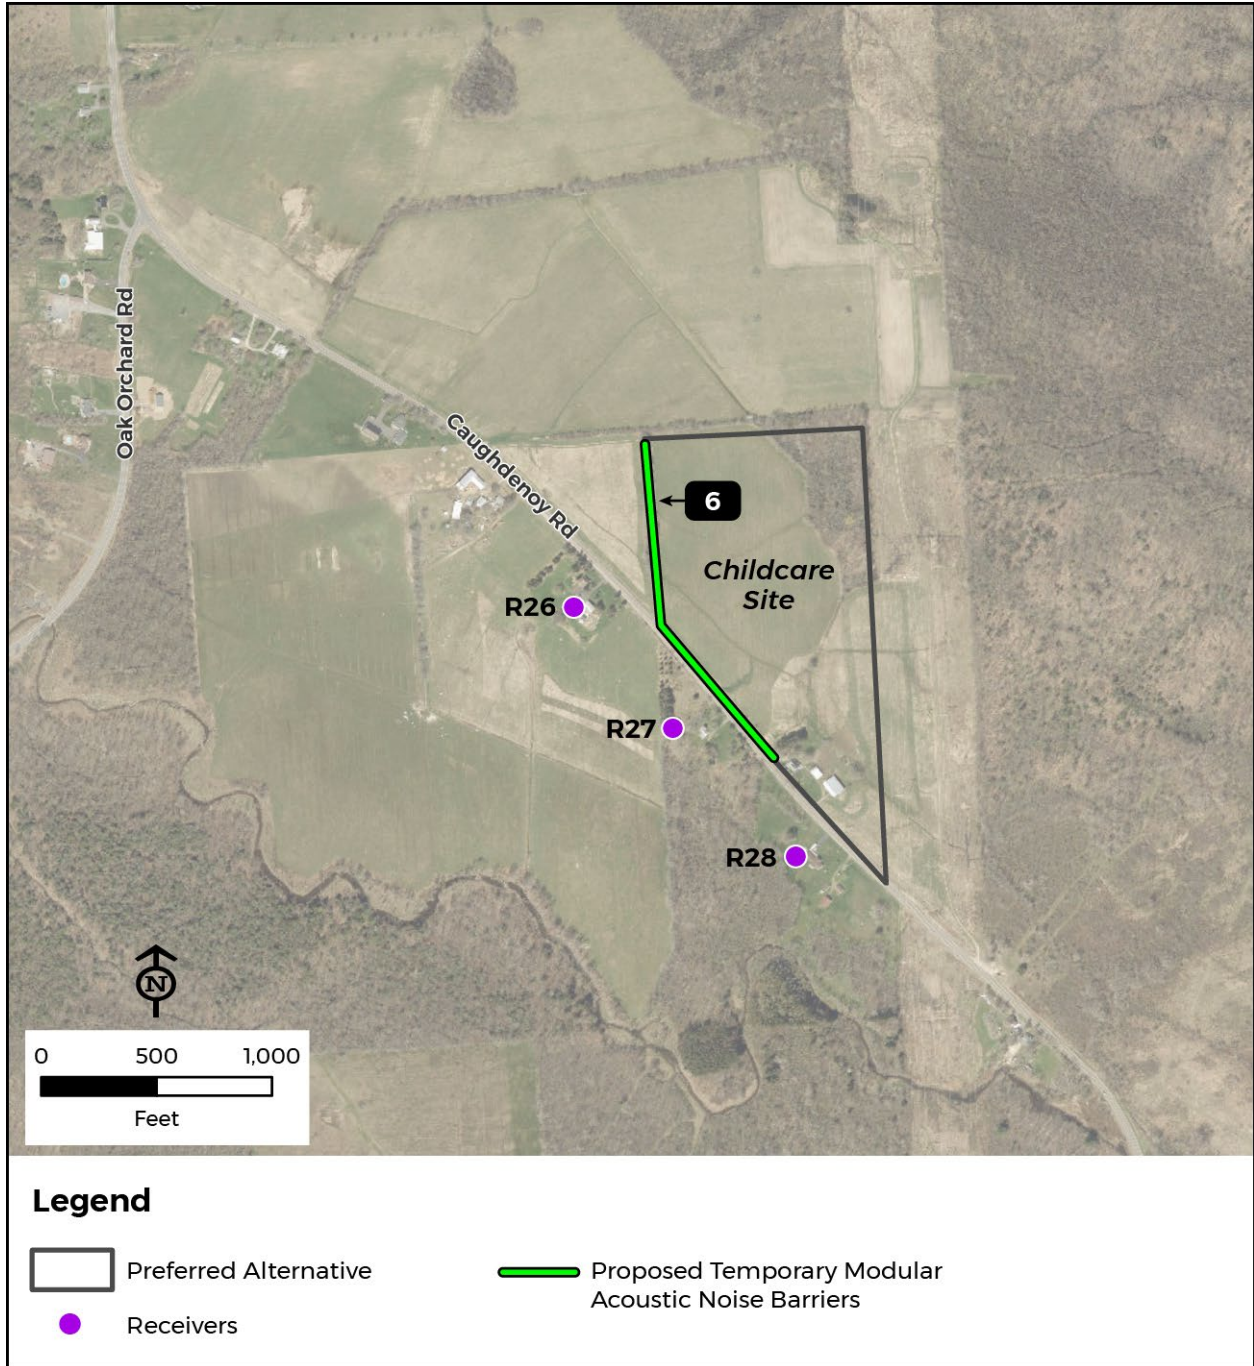 Oak Orchard Rd
Caughdenoy Rd
6
Childcare
Site
R26
R27
R28
N
0 500 1,000
Feet
Legend
Preferred Alternative
Receivers
Proposed Temporary Modular
Acoustic Noise Barriers